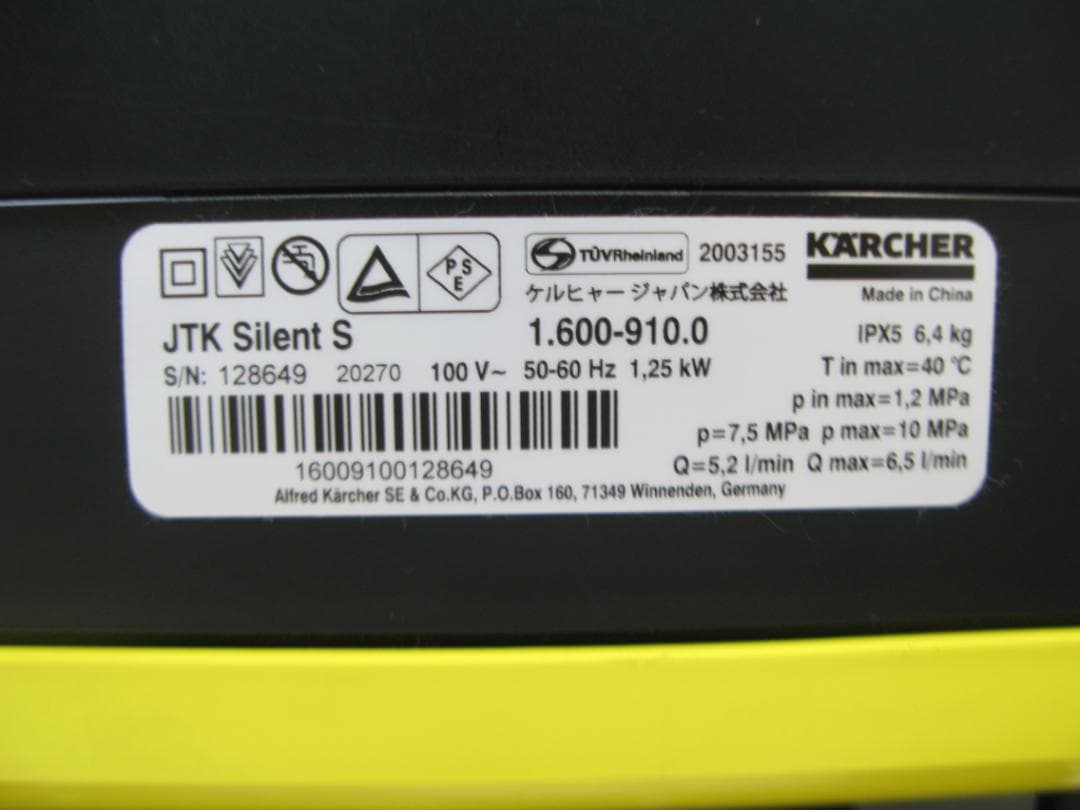 PSE TÜVRheinland 2003155 KÄRCHER
ケルヒャー ジャパン株式会社 Made in China
JTK Silent S 1.600-910.0 IPX5 6,4 kg
S/N: 128649 20270 100 V~ 50-60 Hz 1,25 kW T in max=40 °C
p in max=1,2 MPa
p=7,5 MPa p max=10 MPa
16009100128649 Q=5,2 l/min Q max=6,5 l/min
Alfred Kärcher SE & Co.KG, P.O.Box 160, 71349 Winnenden, Germany